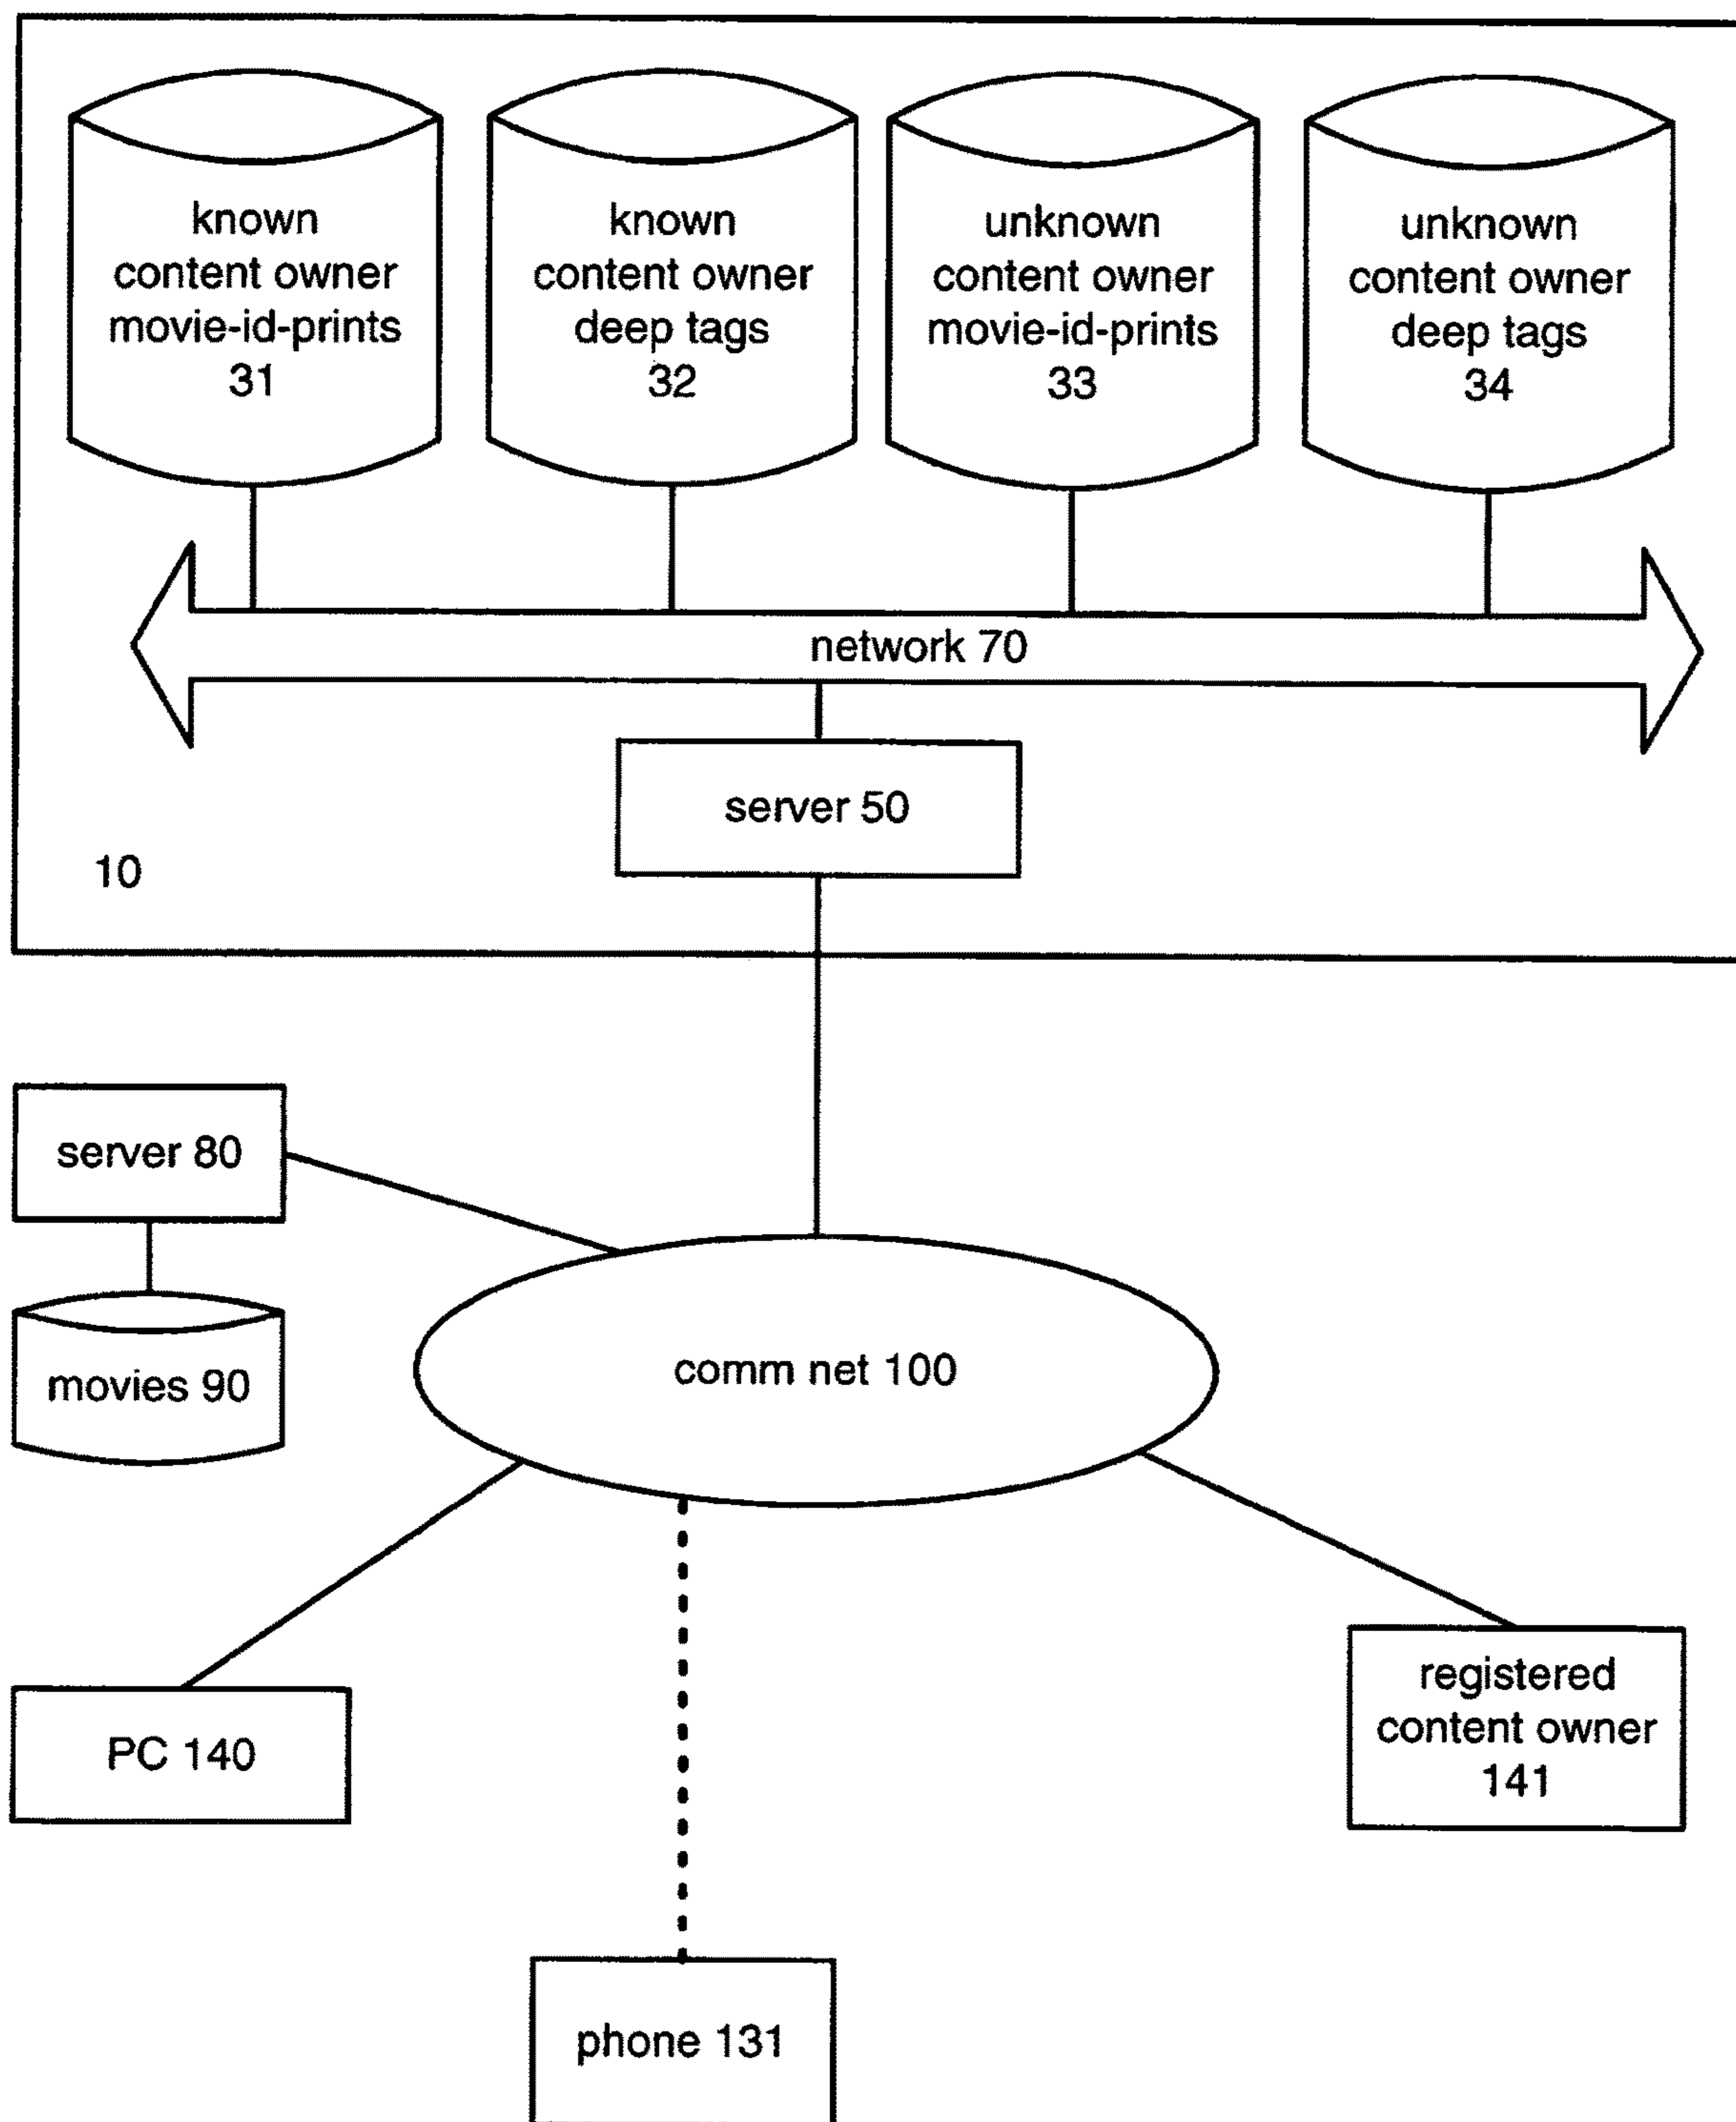 known
content owner
movie-id-prints
31
known
content owner
deep tags
32
unknown
content owner
movie-id-prints
33
unknown
content owner
deep tags
34
network 70
server 50
10
server 80
movies 90
comm net 100
PC 140
registered
content owner
141
phone 131